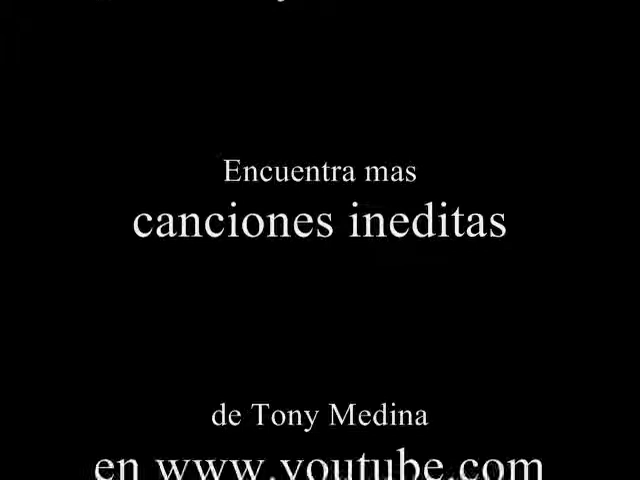 Encuentra mas
canciones ineditas
de Tony Medina
en www.youtube.com